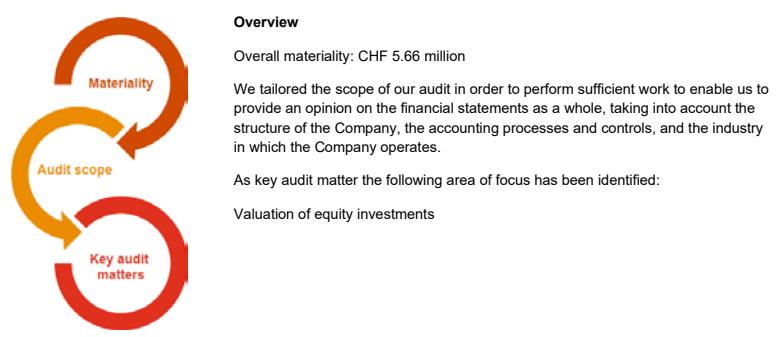 Overview
Overall materiality: CHF 5.66 million
Materiality
We tailored the scope of our audit in order to perform sufficient work to enable us to
provide an opinion on the financial statements as a whole, taking into account the
structure of the Company, the accounting processes and controls, and the industry
in which the Company operates.
Audit scope
As key audit matter the following area of focus has been identified:
Valuation of equity investments
Key audit
matters